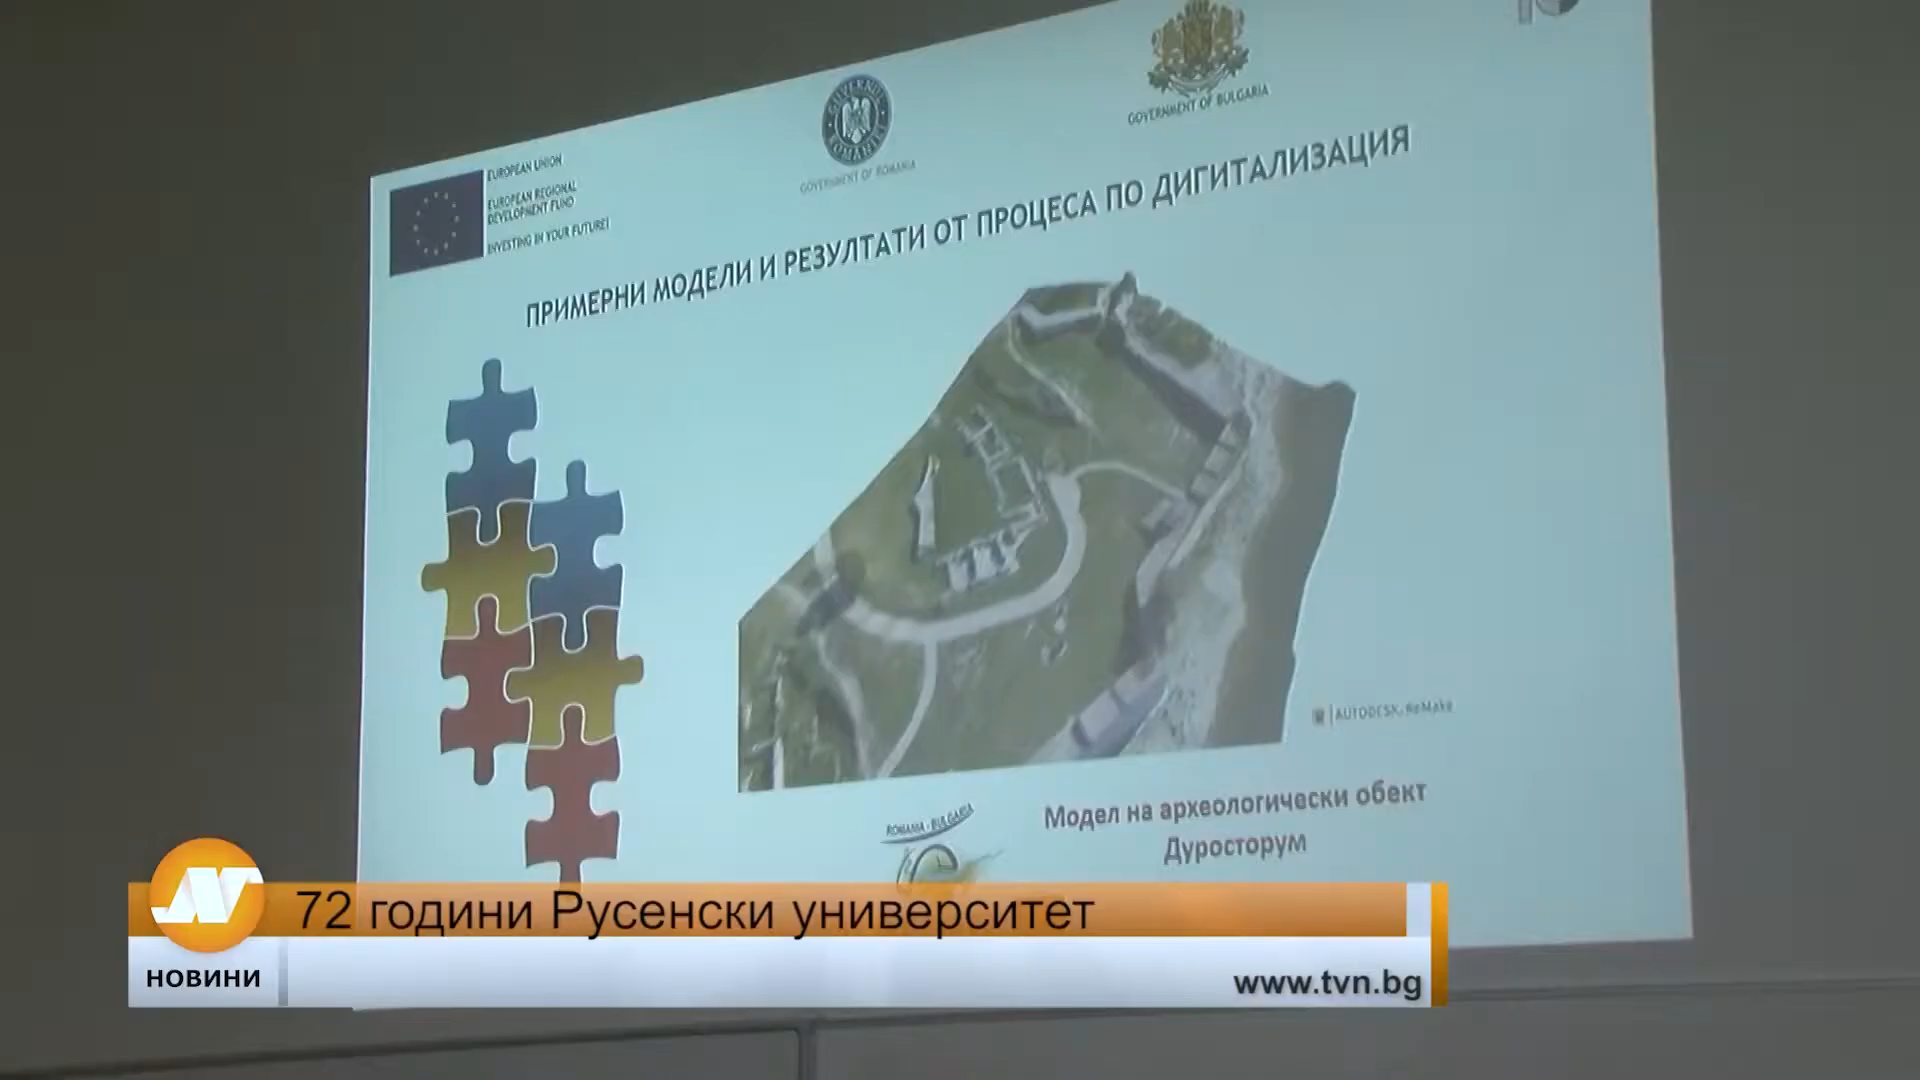 EUROPEAN UNION
EUROPEAN REGIONAL
DEVELOPMENT FUND
INVESTING IN YOUR FUTURE!
GUVERNUL
ROMÂNIEI
GOVERNMENT OF ROMANIA
GOVERNMENT OF BULGARIA
ПРИМЕРНИ МОДЕЛИ И РЕЗУЛТАТИ ОТ ПРОЦЕСА ПО ДИГИТАЛИЗАЦИЯ
AUTODESK. ReMake
ROMANIA - BULGARIA
Модел на археологически обект
Дуросторум
72 години Русенски университет
НОВИНИ
www.tvn.bg